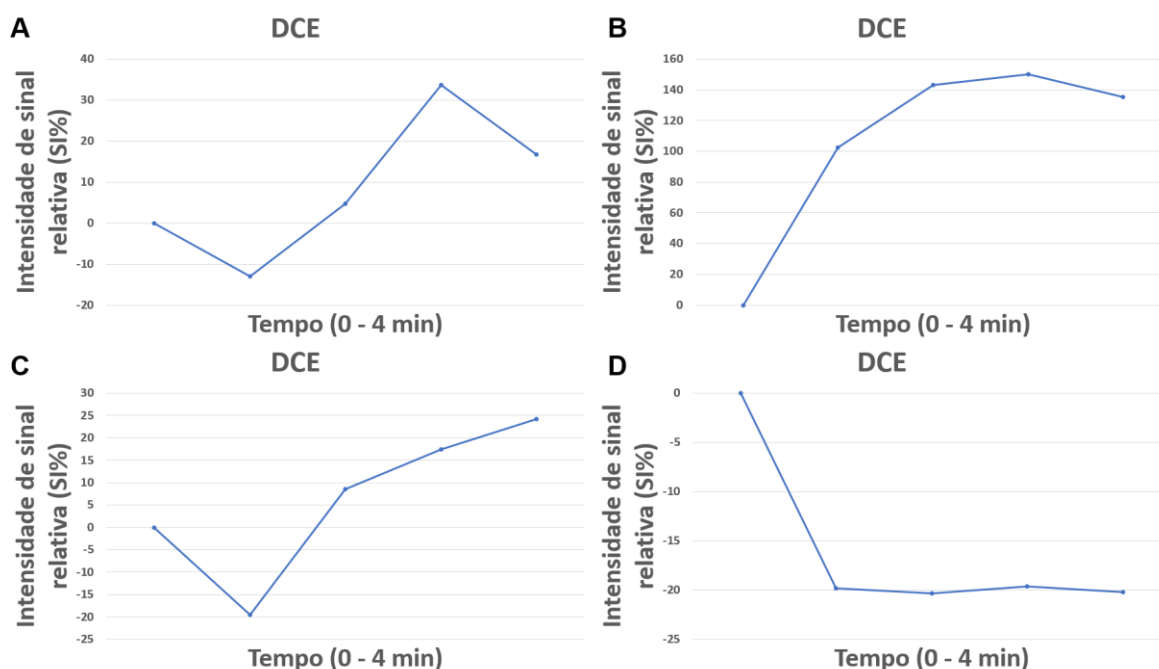 A
DCE
Intensidade de sinal
relativa (SI%)
40
30
20
10
0
-10
-20
Tempo (0 - 4 min)
B
DCE
Intensidade de sinal
relativa (SI%)
160
140
120
100
80
60
40
20
0
Tempo (0 - 4 min)
C
DCE
Intensidade de sinal
relativa (SI%)
30
25
20
15
10
5
0
-5
-10
-15
-20
-25
Tempo (0 - 4 min)
D
DCE
Intensidade de sinal
relativa (SI%)
0
-5
-10
-15
-20
-25
Tempo (0 - 4 min)